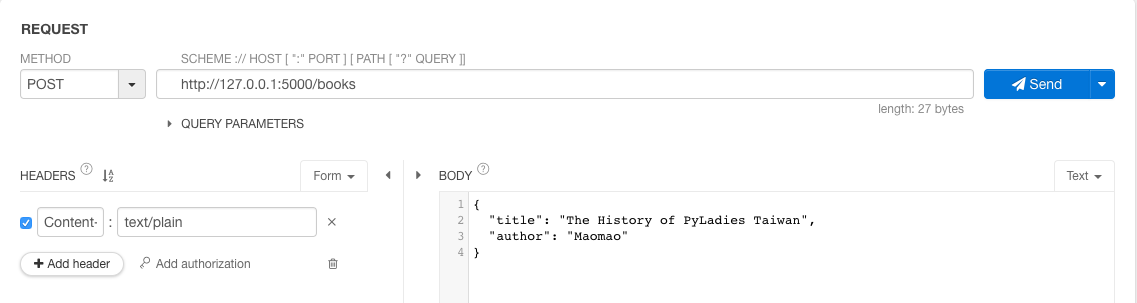 REQUEST
METHOD
SCHEME :// HOST [ ":" PORT ] [ PATH [ "?" QUERY ]]
POST
http://127.0.0.1:5000/books
Send
length: 27 bytes
QUERY PARAMETERS
HEADERS ? A Z
Form
BODY ?
Text
Content- : text/plain ×
+ Add header
Add authorization
1 {
2 "title": "The History of PyLadies Taiwan",
3 "author": "Maomao"
4 }